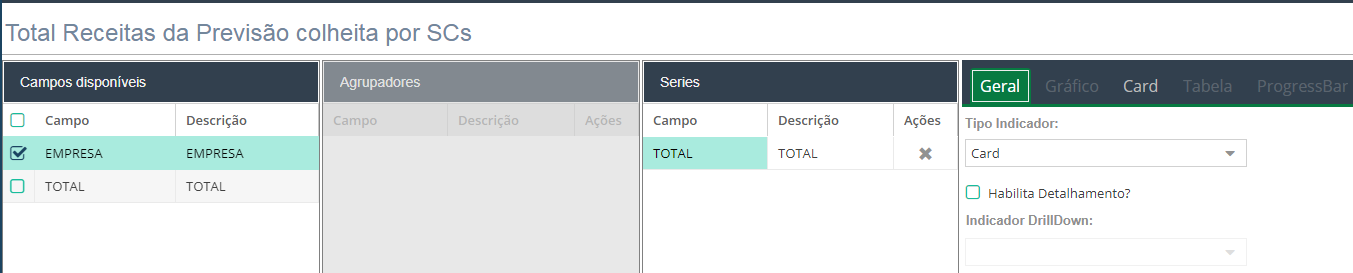 Total Receitas da Previsão colheita por SCs
Campos disponíveis
Campo Descrição
EMPRESA EMPRESA
TOTAL TOTAL
Agrupadores
Campo Descrição Ações
Series
Campo Descrição Ações
TOTAL TOTAL
Geral Gráfico Card Tabela ProgressBar
Tipo Indicador:
Card
Habilita Detalhamento?
Indicador DrillDown: